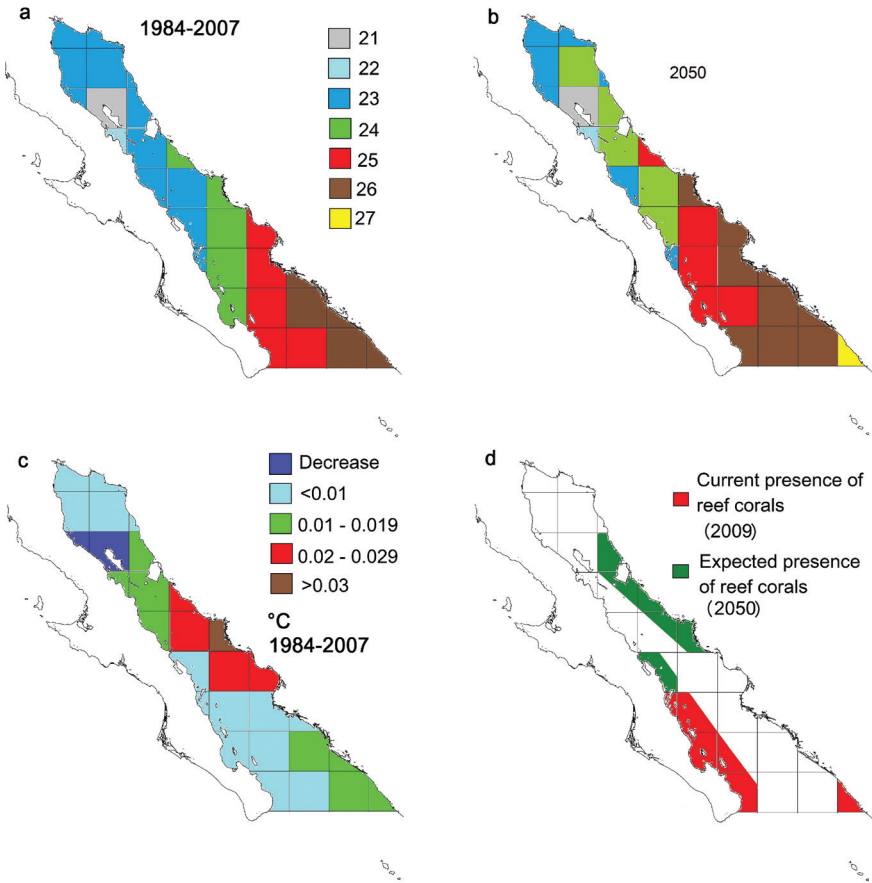 a
1984-2007
21
22
23
24
25
26
27
b
2050
c
Decrease
<0.01
0.01 - 0.019
0.02 - 0.029
>0.03
°C
1984-2007
d
Current presence of
reef corals
(2009)
Expected presence
of reef corals
(2050)